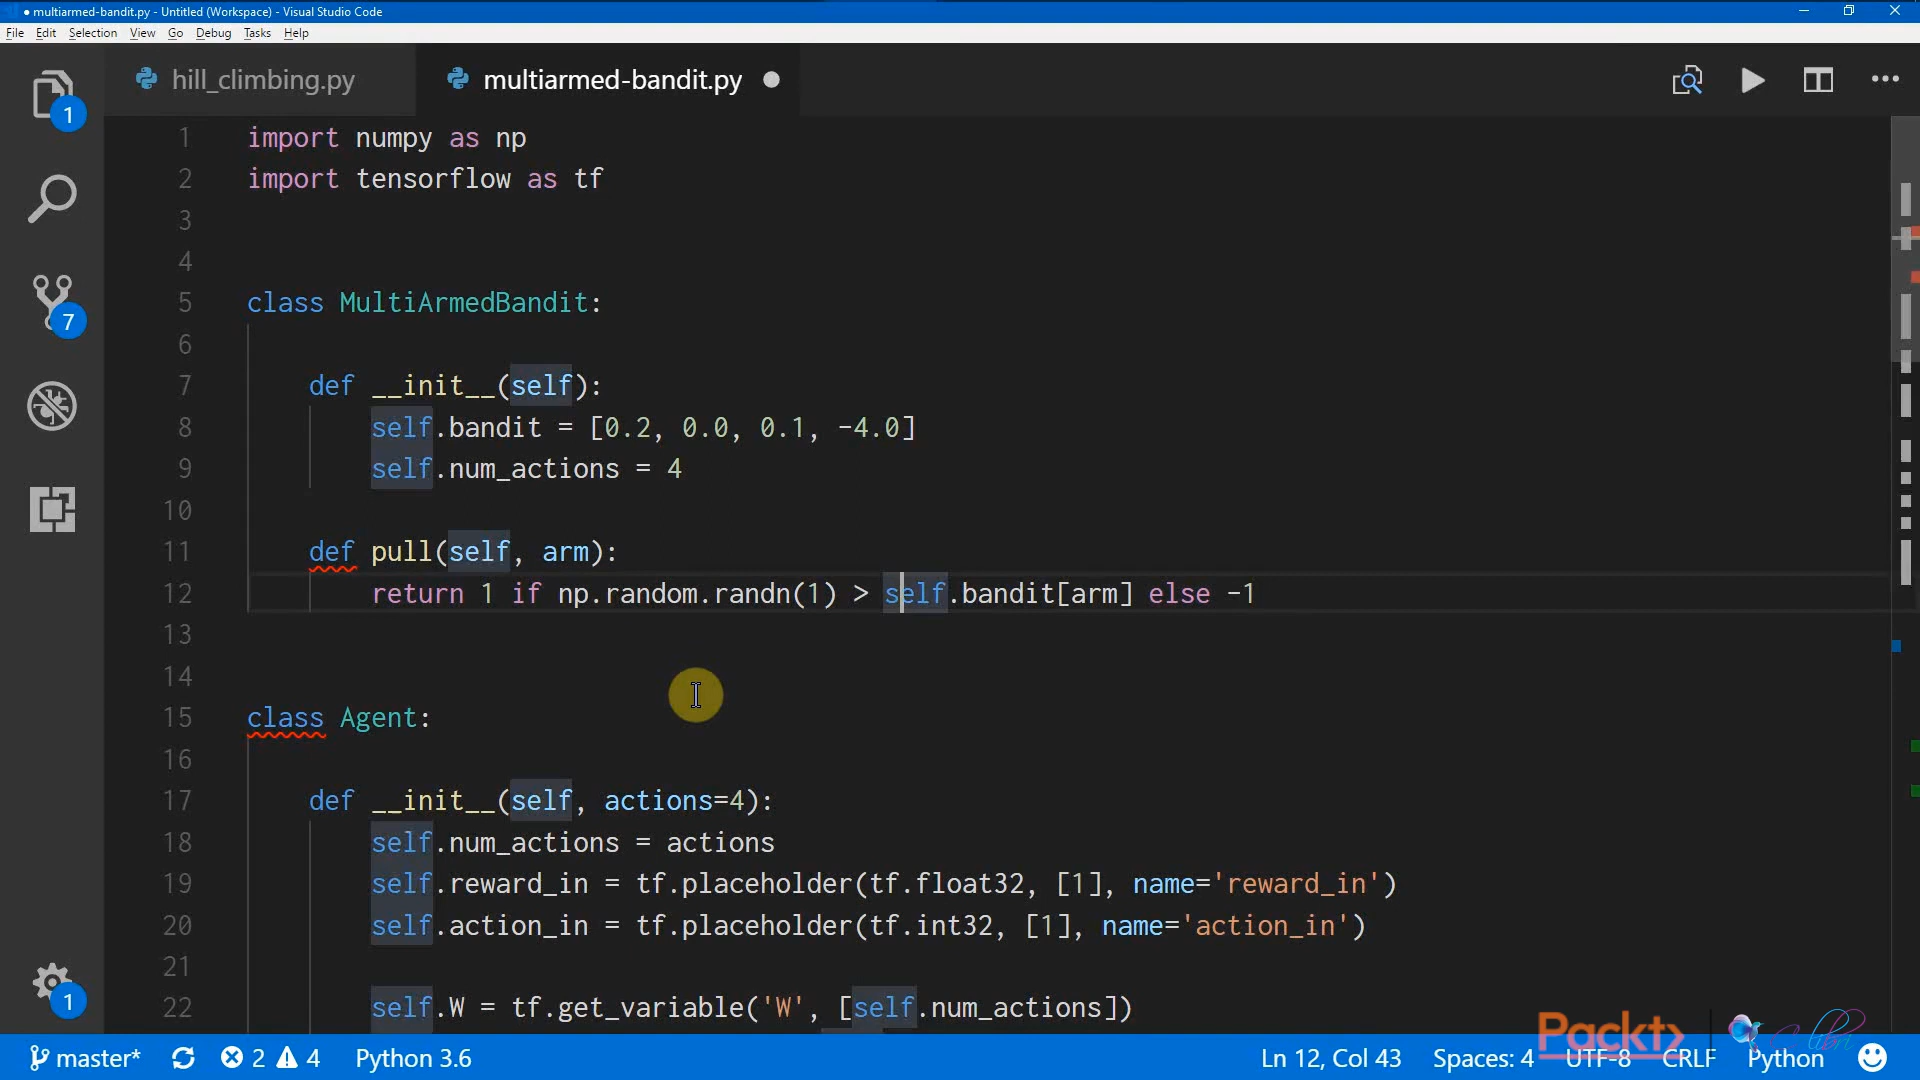 ● multiarmed-bandit.py - Untitled (Workspace) - Visual Studio Code
File Edit Selection View Go Debug Tasks Help
hill_climbing.py multiarmed-bandit.py
1 import numpy as np
2 import tensorflow as tf
3
4
5 class MultiArmedBandit:
6
7 def __init__(self):
8 self.bandit = [0.2, 0.0, 0.1, -4.0]
9 self.num_actions = 4
10
11 def pull(self, arm):
12 return 1 if np.random.randn(1) > self.bandit[arm] else -1
13
14
15 class Agent:
16
17 def __init__(self, actions=4):
18 self.num_actions = actions
19 self.reward_in = tf.placeholder(tf.float32, [1], name='reward_in')
20 self.action_in = tf.placeholder(tf.int32, [1], name='action_in')
21
22 self.W = tf.get_variable('W', [self.num_actions])
1
7
1
Packt>
master* 2 4 Python 3.6 Ln 12, Col 43 Spaces: 4 UTF-8 CRLF Python